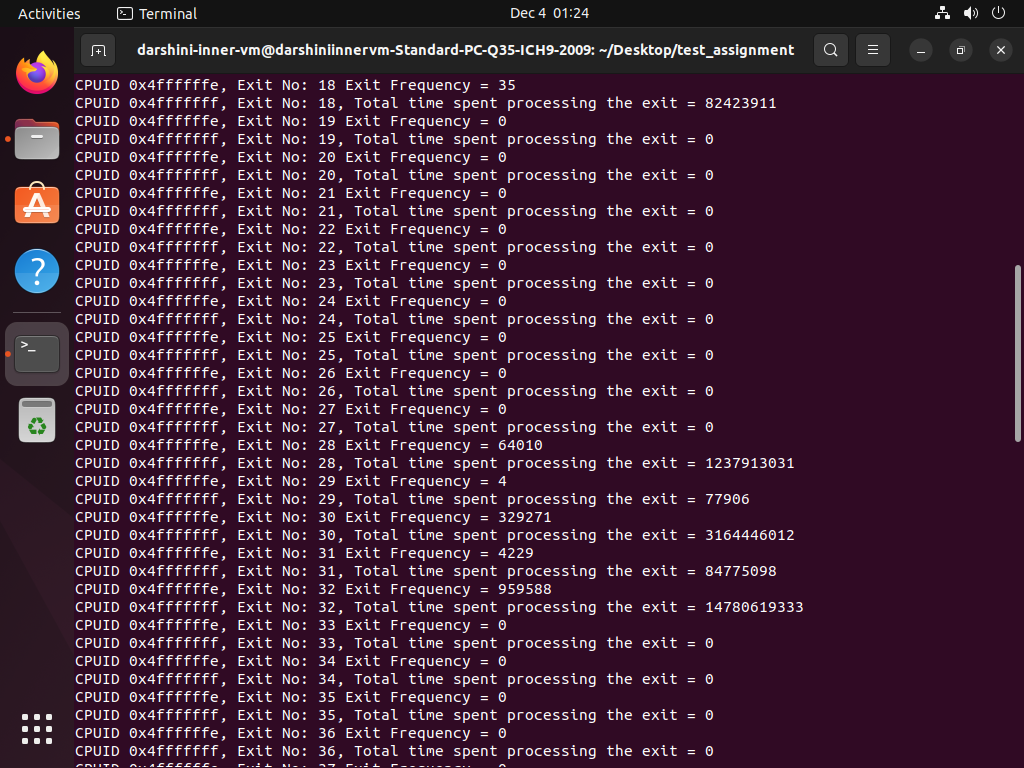 Activities
Terminal
Dec 4 01:24
darshini-inner-vm@darshiniinnervm-Standard-PC-Q35-ICH9-2009: ~/Desktop/test_assignment
CPUID 0x4ffffffe, Exit No: 18 Exit Frequency = 35
CPUID 0x4fffffff, Exit No: 18, Total time spent processing the exit = 82423911
CPUID 0x4ffffffe, Exit No: 19 Exit Frequency = 0
CPUID 0x4fffffff, Exit No: 19, Total time spent processing the exit = 0
CPUID 0x4ffffffe, Exit No: 20 Exit Frequency = 0
CPUID 0x4fffffff, Exit No: 20, Total time spent processing the exit = 0
CPUID 0x4ffffffe, Exit No: 21 Exit Frequency = 0
CPUID 0x4fffffff, Exit No: 21, Total time spent processing the exit = 0
CPUID 0x4ffffffe, Exit No: 22 Exit Frequency = 0
CPUID 0x4fffffff, Exit No: 22, Total time spent processing the exit = 0
CPUID 0x4ffffffe, Exit No: 23 Exit Frequency = 0
CPUID 0x4fffffff, Exit No: 23, Total time spent processing the exit = 0
CPUID 0x4ffffffe, Exit No: 24 Exit Frequency = 0
CPUID 0x4fffffff, Exit No: 24, Total time spent processing the exit = 0
CPUID 0x4ffffffe, Exit No: 25 Exit Frequency = 0
CPUID 0x4fffffff, Exit No: 25, Total time spent processing the exit = 0
CPUID 0x4ffffffe, Exit No: 26 Exit Frequency = 0
CPUID 0x4fffffff, Exit No: 26, Total time spent processing the exit = 0
CPUID 0x4ffffffe, Exit No: 27 Exit Frequency = 0
CPUID 0x4fffffff, Exit No: 27, Total time spent processing the exit = 0
CPUID 0x4ffffffe, Exit No: 28 Exit Frequency = 64010
CPUID 0x4fffffff, Exit No: 28, Total time spent processing the exit = 1237913031
CPUID 0x4ffffffe, Exit No: 29 Exit Frequency = 4
CPUID 0x4fffffff, Exit No: 29, Total time spent processing the exit = 77906
CPUID 0x4ffffffe, Exit No: 30 Exit Frequency = 329271
CPUID 0x4fffffff, Exit No: 30, Total time spent processing the exit = 3164446012
CPUID 0x4ffffffe, Exit No: 31 Exit Frequency = 4229
CPUID 0x4fffffff, Exit No: 31, Total time spent processing the exit = 84775098
CPUID 0x4ffffffe, Exit No: 32 Exit Frequency = 959588
CPUID 0x4fffffff, Exit No: 32, Total time spent processing the exit = 14780619333
CPUID 0x4ffffffe, Exit No: 33 Exit Frequency = 0
CPUID 0x4fffffff, Exit No: 33, Total time spent processing the exit = 0
CPUID 0x4ffffffe, Exit No: 34 Exit Frequency = 0
CPUID 0x4fffffff, Exit No: 34, Total time spent processing the exit = 0
CPUID 0x4ffffffe, Exit No: 35 Exit Frequency = 0
CPUID 0x4fffffff, Exit No: 35, Total time spent processing the exit = 0
CPUID 0x4ffffffe, Exit No: 36 Exit Frequency = 0
CPUID 0x4fffffff, Exit No: 36, Total time spent processing the exit = 0